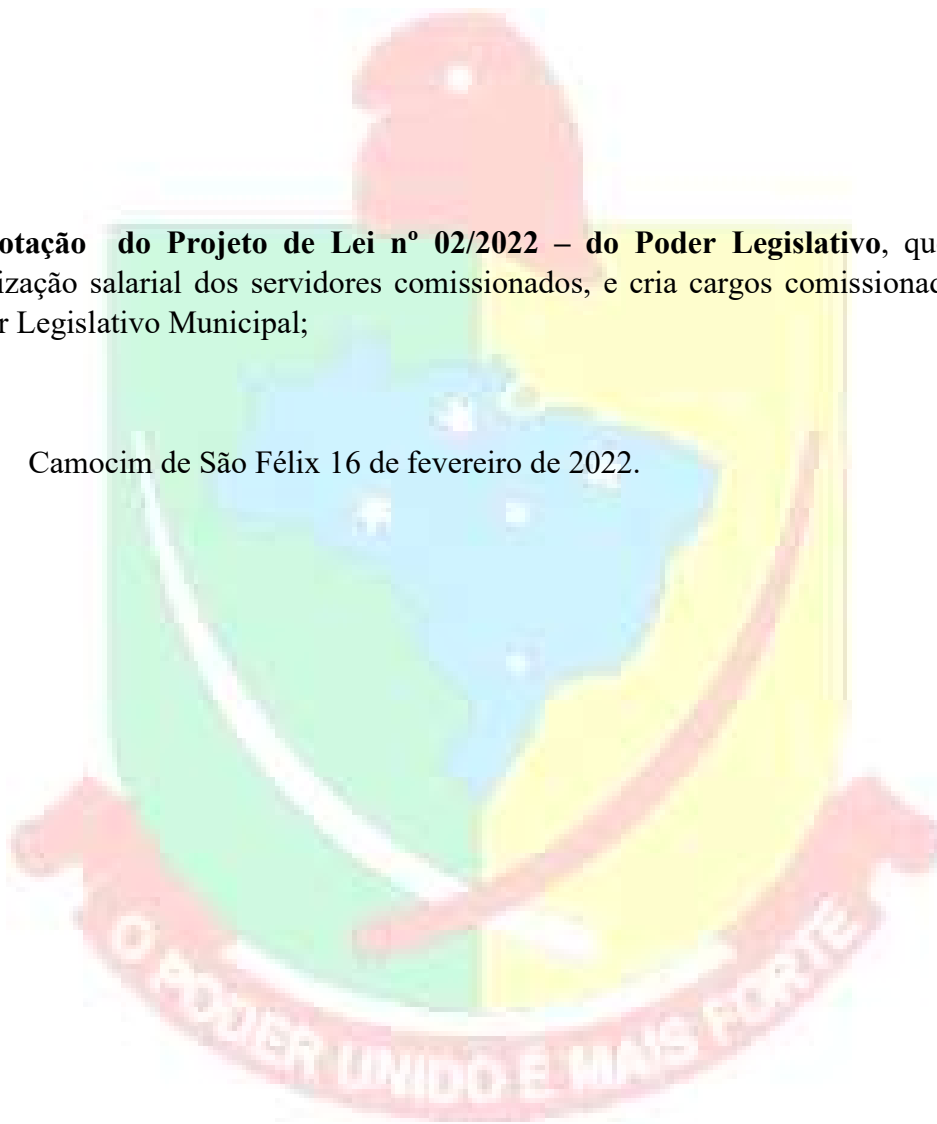 otação do Projeto de Lei nº 02/2022 – do Poder Legislativo, qu
ização salarial dos servidores comissionados, e cria cargos comissionad
r Legislativo Municipal;
Camocim de São Félix 16 de fevereiro de 2022.
O PODER UNIDO É MAIS FORTE